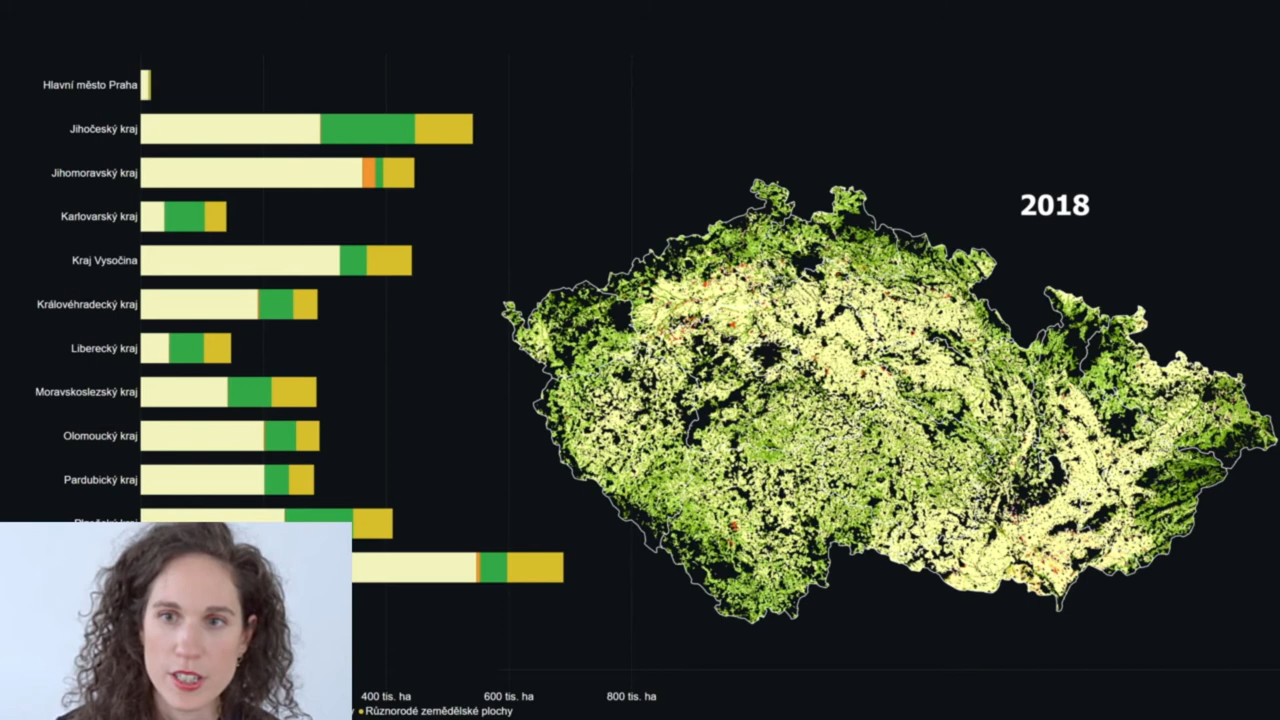 Hlavní město Praha
Jihočeský kraj
Jihomoravský kraj
2018
Karlovarský kraj
Kraj Vysočina
Královéhradecký kraj
Liberecký kraj
Moravskoslezský kraj
Olomoucký kraj
Pardubický kraj
400 tis. ha 600 tis. ha 800 tis. ha
Různorodé zemědělské plochy